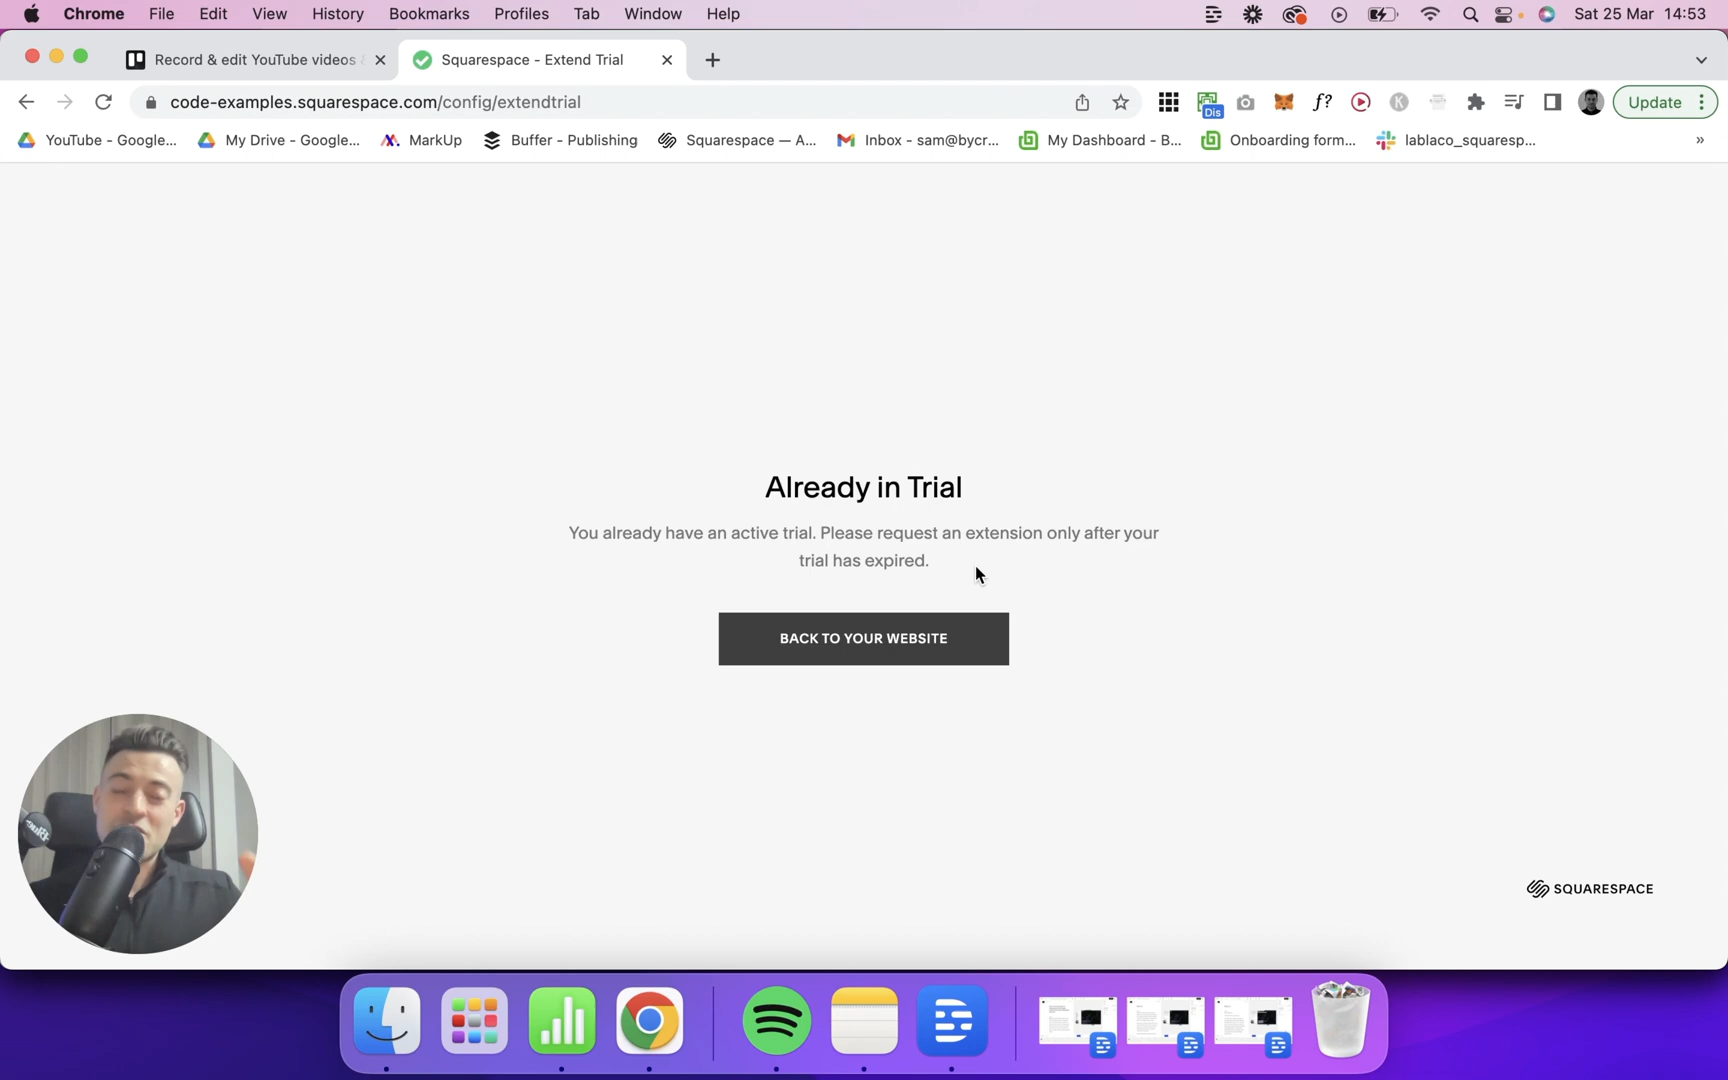 Chrome File Edit View History Bookmarks Profiles Tab Window Help Sat 25 Mar 14:53
Record & edit YouTube videos Squarespace - Extend Trial
code-examples.squarespace.com/config/extendtrial Dis f? K Update
YouTube - Google... My Drive - Google... MarkUp Buffer - Publishing Squarespace — A... Inbox - sam@bycr... My Dashboard - B... Onboarding form... lablaco_squaresp... »
Already in Trial
You already have an active trial. Please request an extension only after your
trial has expired.
BACK TO YOUR WEBSITE
SQUARESPACE